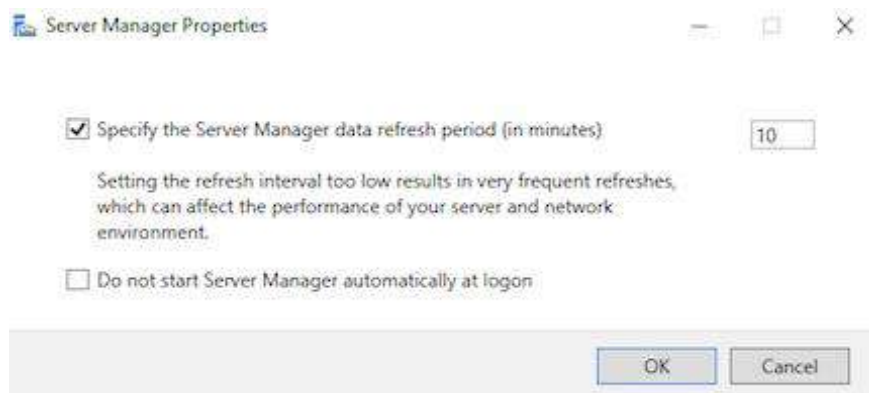 Server Manager Properties
Specify the Server Manager data refresh period (in minutes) 10
Setting the refresh interval too low results in very frequent refreshes,
which can affect the performance of your server and network
environment.
Do not start Server Manager automatically at logon
OK Cancel